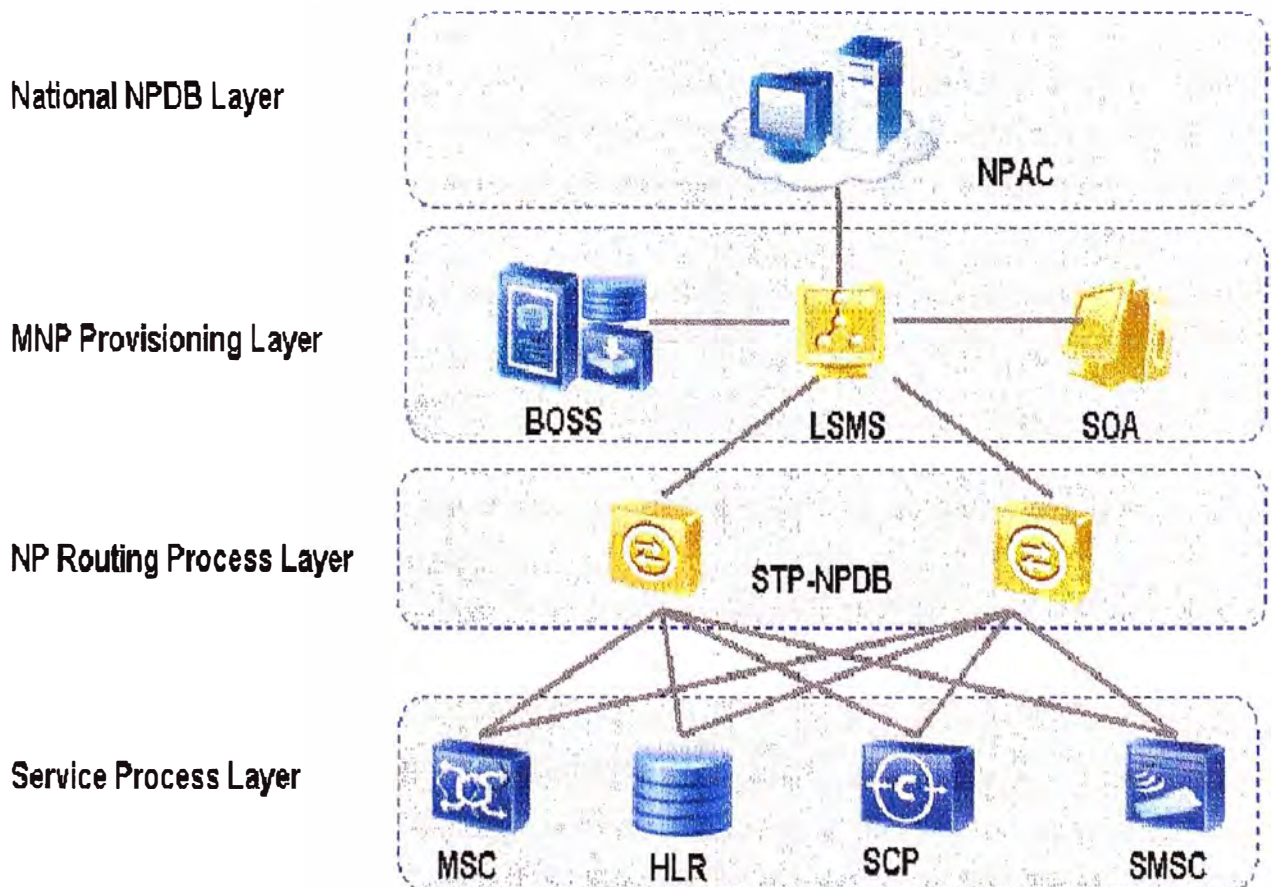 National NPDB Layer
NPAC
MNP Provisioning Layer
BOSS
LSMS
SOA
NP Routing Process Layer
STP-NPDB
Service Process Layer
MSC
HLR
SCP
SMSC